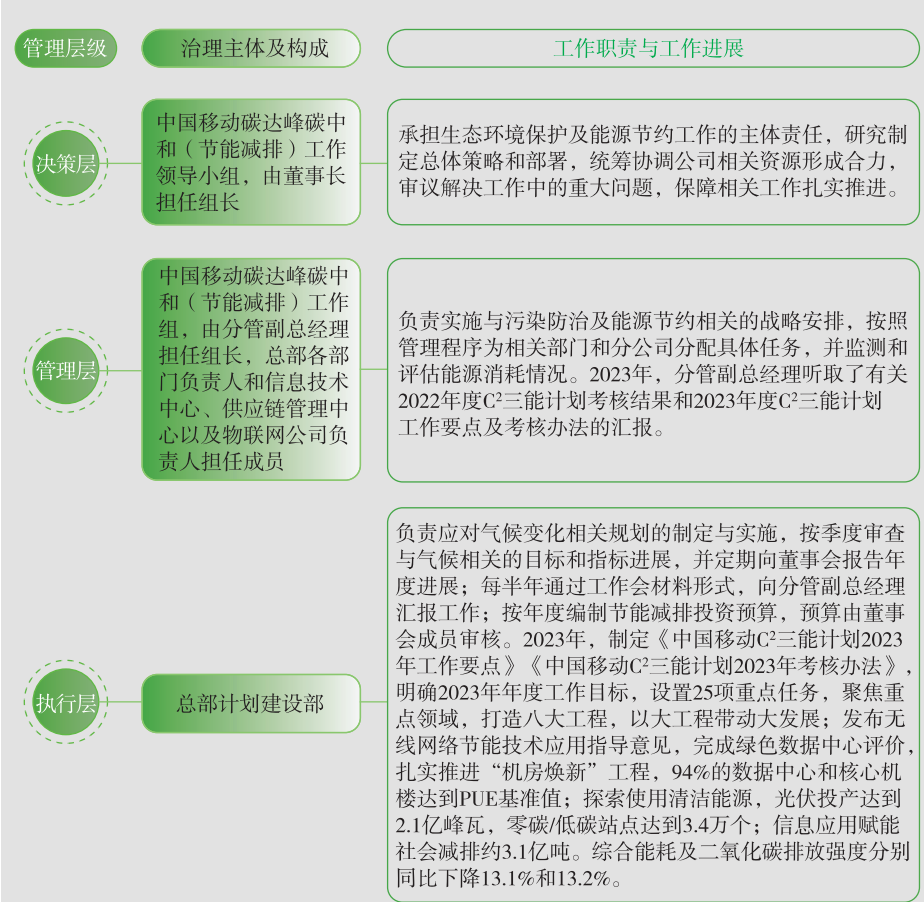 管理层级
治理主体及构成
工作职责与工作进展
决策层
中国移动碳达峰碳中
和（节能减排）工作
领导小组，由董事长
担任组长
承担生态环境保护及能源节约工作的主体责任，研究制
定总体策略和部署，统筹协调公司相关资源形成合力，
审议解决工作中的重大问题，保障相关工作扎实推进。
管理层
中国移动碳达峰碳中
和（节能减排）工作
组，由分管副总经理
担任组长，总部各部
门负责人和信息技术
中心、供应链管理中
心以及物联网公司负
责人担任成员
负责实施与污染防治及能源节约相关的战略安排，按照
管理程序为相关部门和分公司分配具体任务，并监测和
评估能源消耗情况。2023年，分管副总经理听取了有关
2022年度C²三能计划考核结果和2023年度C²三能计划
工作要点及考核办法的汇报。
执行层
总部计划建设部
负责应对气候变化相关规划的制定与实施，按季度审查
与气候相关的目标和指标进展，并定期向董事会报告年
度进展；每半年通过工作会材料形式，向分管副总经理
汇报工作；按年度编制节能减排投资预算，预算由董事
会成员审核。2023年，制定《中国移动C²三能计划2023
年工作要点》《中国移动C²三能计划2023年考核办法》，
明确2023年年度工作目标，设置25项重点任务，聚焦重
点领域，打造八大工程，以大工程带动大发展；发布无
线网络节能技术应用指导意见，完成绿色数据中心评价，
扎实推进“机房焕新”工程，94%的数据中心和核心机
楼达到PUE基准值；探索使用清洁能源，光伏投产达到
2.1亿峰瓦，零碳/低碳站点达到3.4万个；信息应用赋能
社会减排约3.1亿吨。综合能耗及二氧化碳排放强度分别
同比下降13.1%和13.2%。